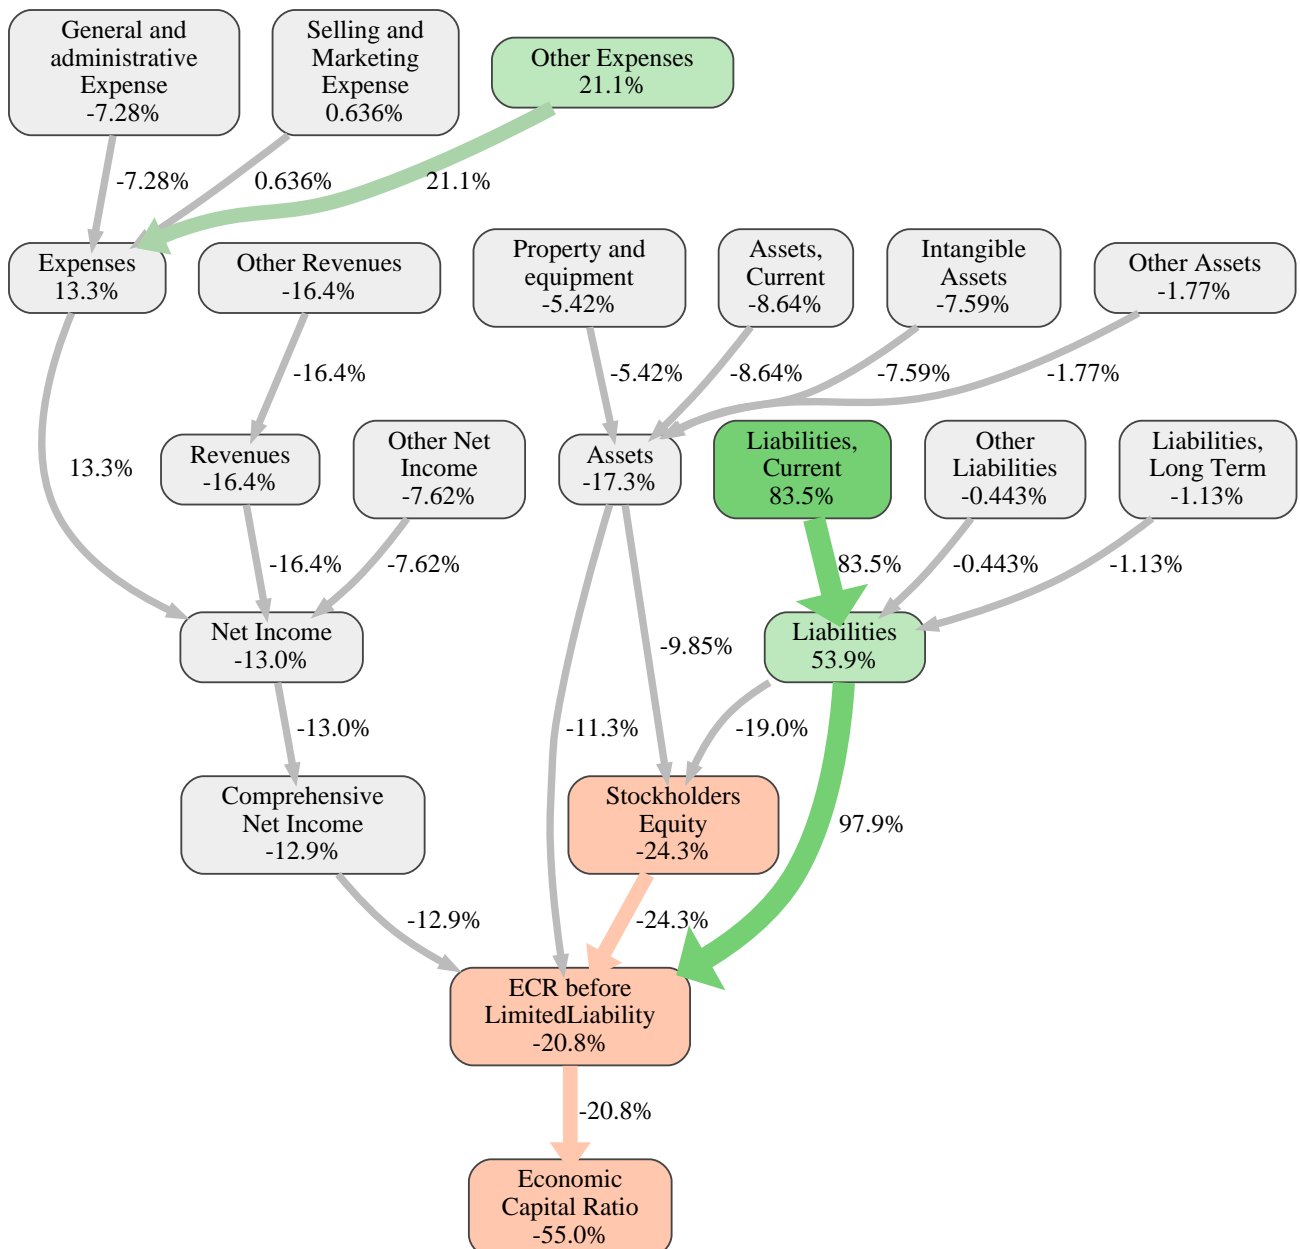 General and
administrative
Expense
-7.28%
Selling and
Marketing
Expense
0.636%
Other Expenses
21.1%
-7.28%
0.636%
21.1%
Expenses
13.3%
Other Revenues
-16.4%
Property and
equipment
-5.42%
Assets,
Current
-8.64%
Intangible
Assets
-7.59%
Other Assets
-1.77%
-16.4%
-5.42%
-8.64%
-7.59%
-1.77%
13.3%
Revenues
-16.4%
Other Net
Income
-7.62%
Assets
-17.3%
Liabilities,
Current
83.5%
Other
Liabilities
-0.443%
Liabilities,
Long Term
-1.13%
-16.4%
-7.62%
83.5%
-0.443%
-1.13%
Net Income
-13.0%
-9.85%
Liabilities
53.9%
-13.0%
-11.3%
-19.0%
Comprehensive
Net Income
-12.9%
Stockholders
Equity
-24.3%
97.9%
-12.9%
-24.3%
ECR before
LimitedLiability
-20.8%
-20.8%
Economic
Capital Ratio
-55.0%